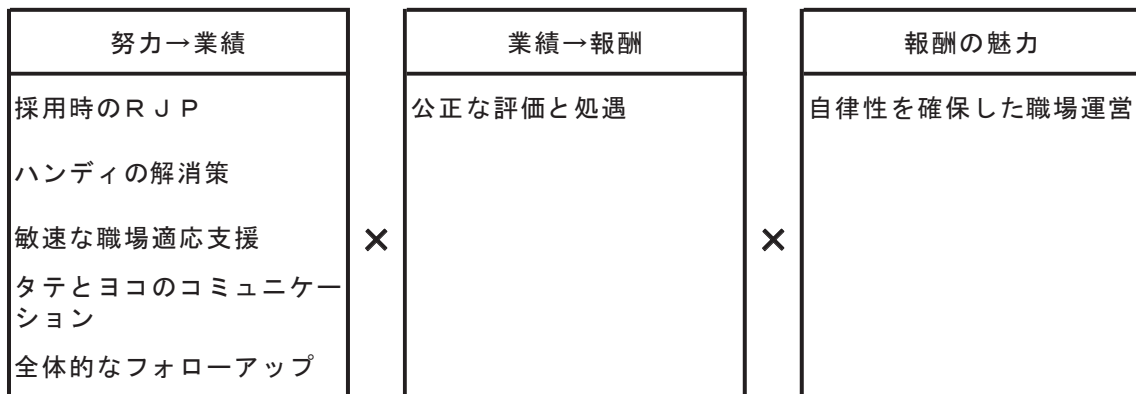 努力→業績
採用時のＲＪＰ
ハンディの解消策
敏速な職場適応支援
タテとヨコのコミュニケー
ション
全体的なフォローアップ
×
業績→報酬
公正な評価と処遇
×
報酬の魅力
自律性を確保した職場運営